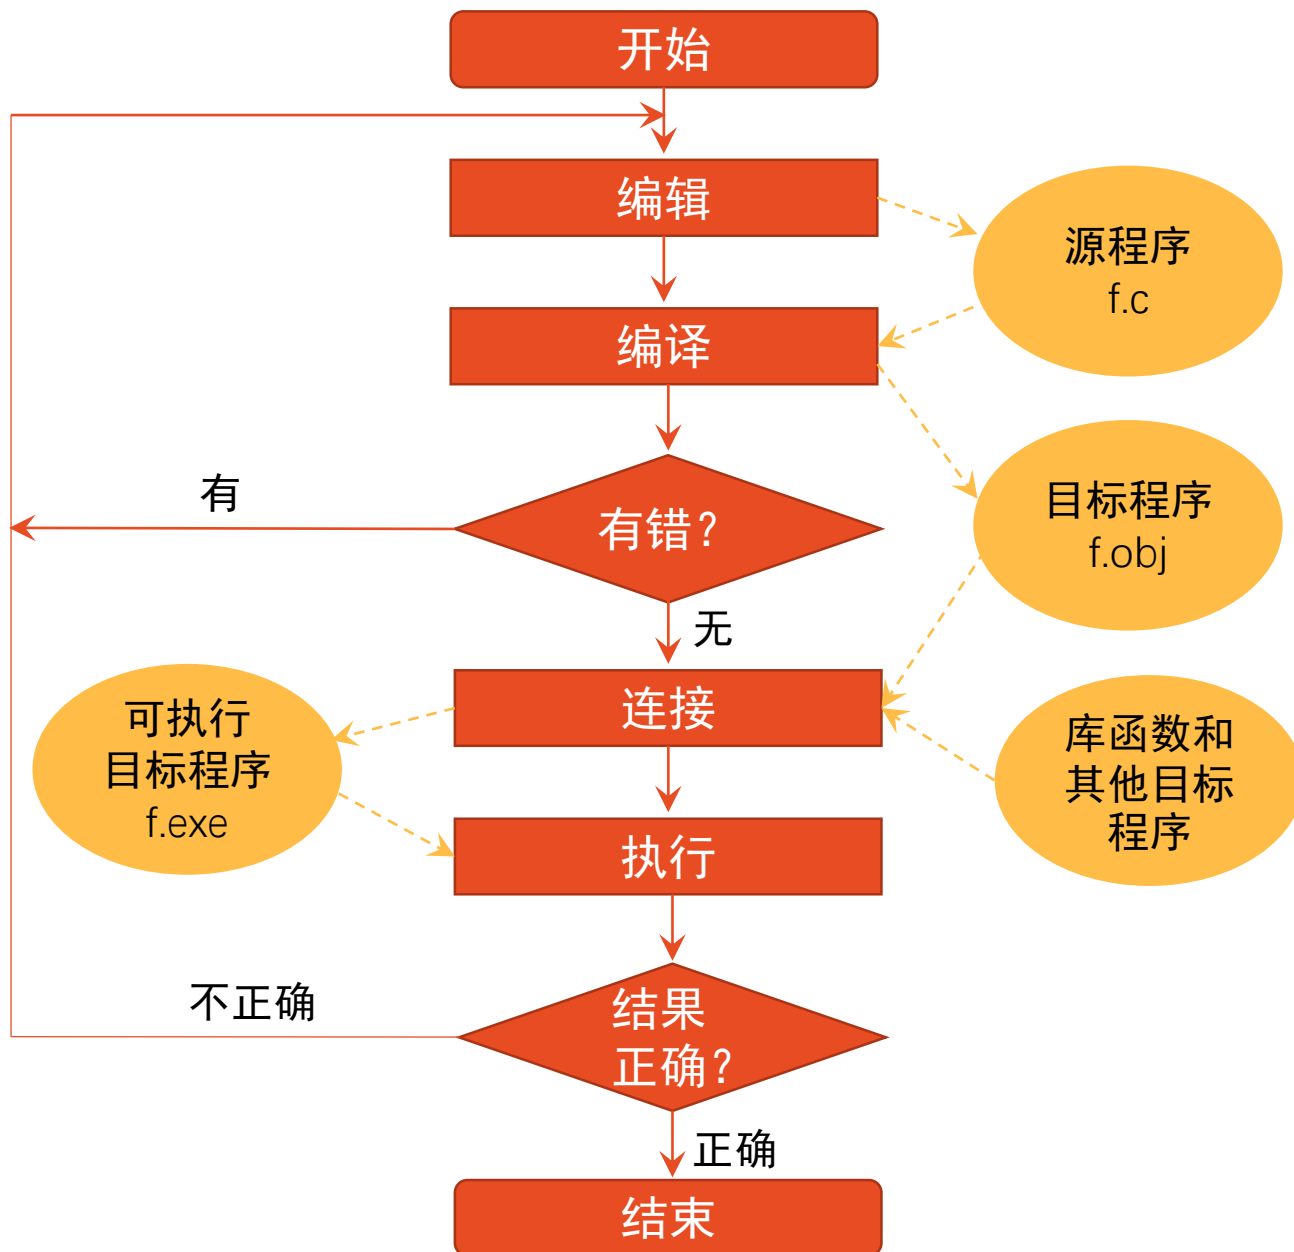 开始
编辑
源程序
f.c
编译
有
有错?
目标程序
f.obj
无
连接
可执行
目标程序
f.exe
库函数和
其他目标
程序
执行
不正确
结果
正确?
正确
结束